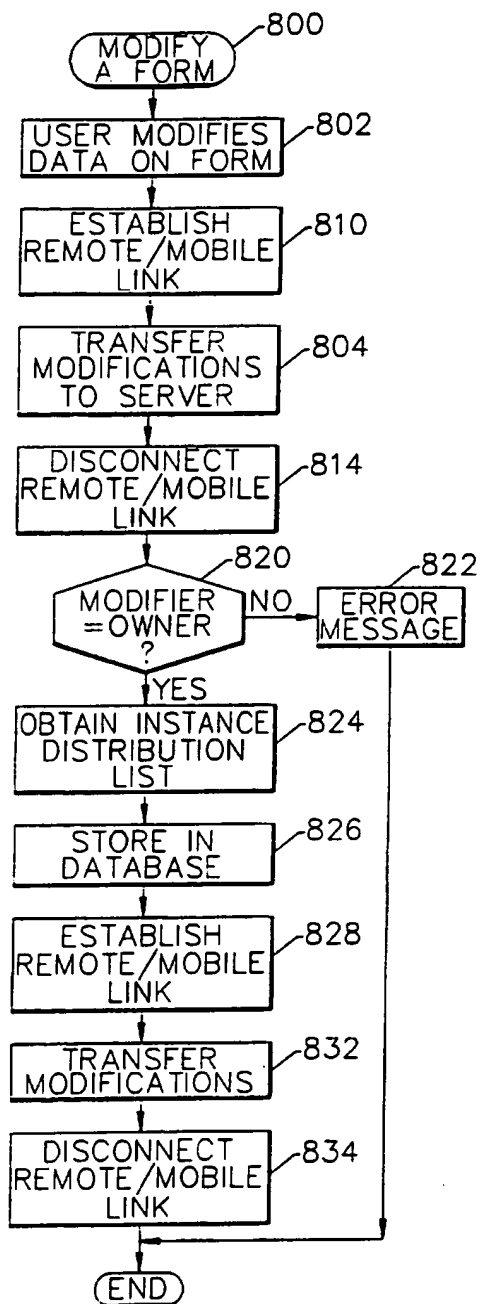 800
MODIFY
A FORM
802
USER MODIFIES
DATA ON FORM
810
ESTABLISH
REMOTE/MOBILE
LINK
804
TRANSFER
MODIFICATIONS
TO SERVER
814
DISCONNECT
REMOTE/MOBILE
LINK
820
MODIFIER
=OWNER
?
NO
822
ERROR
MESSAGE
YES
824
OBTAIN INSTANCE
DISTRIBUTION
LIST
826
STORE IN
DATABASE
828
ESTABLISH
REMOTE/MOBILE
LINK
832
TRANSFER
MODIFICATIONS
834
DISCONNECT
REMOTE/MOBILE
LINK
END